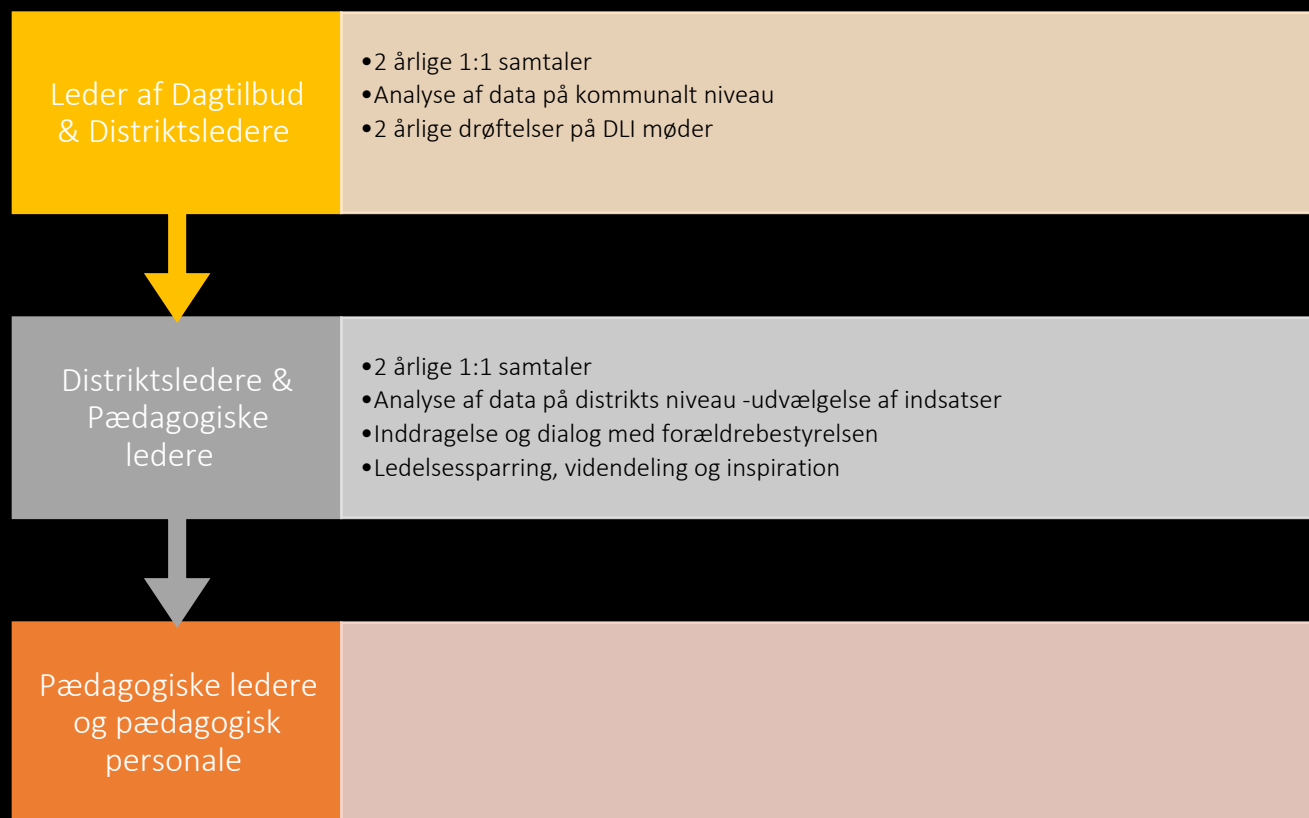 Leder af Dagtilbud
& Distriktsledere
•2 årlige 1:1 samtaler
•Analyse af data på kommunalt niveau
•2 årlige drøftelser på DLI møder
Distriktsledere &
Pædagogiske
ledere
•2 årlige 1:1 samtaler
•Analyse af data på distrikts niveau -udvælgelse af indsatser
•Inddragelse og dialog med forældrebestyrelsen
•Ledelsessparring, videndeling og inspiration
Pædagogiske ledere
og pædagogisk
personale